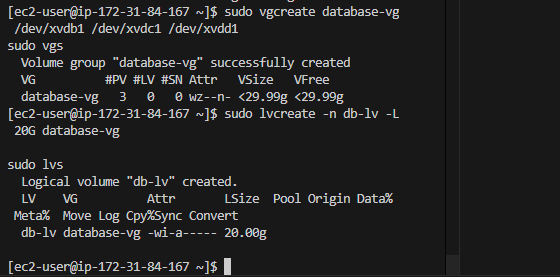 [ec2-user@ip-172-31-84-167 ~]$ sudo vgcreate database-vg
 /dev/xvdb1 /dev/xvdc1 /dev/xvdd1
sudo vgs
  Volume group "database-vg" successfully created
  VG          #PV #LV #SN Attr   VSize   VFree
  database-vg   3   0   0 wz--n- <29.99g <29.99g
[ec2-user@ip-172-31-84-167 ~]$ sudo lvcreate -n db-lv -L
 20G database-vg

sudo lvs
  Logical volume "db-lv" created.
  LV    VG          Attr       LSize  Pool Origin Data%
 Meta%  Move Log Cpy%Sync Convert
  db-lv database-vg -wi-a----- 20.00g
[ec2-user@ip-172-31-84-167 ~]$